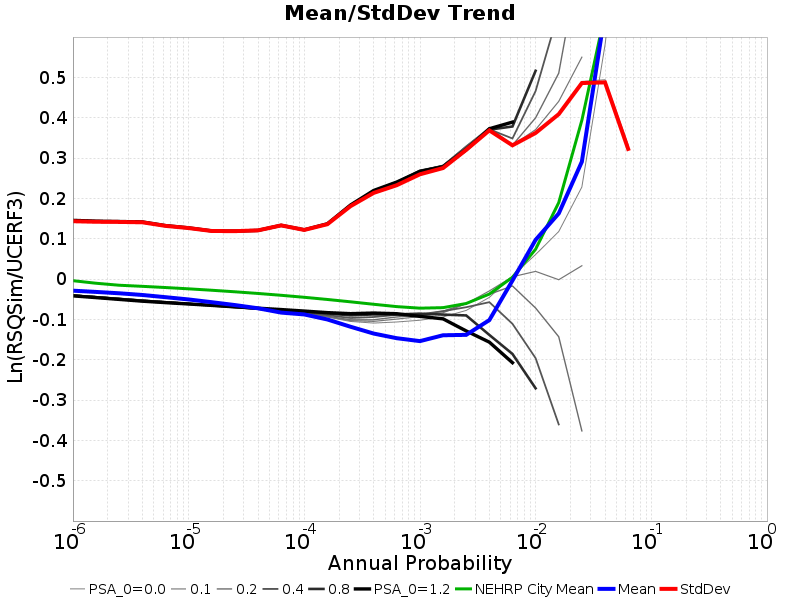 Mean/StdDev Trend
Ln(RSQSim/UCERF3)
0.5
0.4
0.3
0.2
0.1
0
-0.1
-0.2
-0.3
-0.4
-0.5
10^-6 10^-5 10^-4 10^-3 10^-2 10^-1 10^0
Annual Probability
PSA_0=0.0 0.1 0.2 0.4 0.8 PSA_0=1.2 NEHRP City Mean Mean StdDev